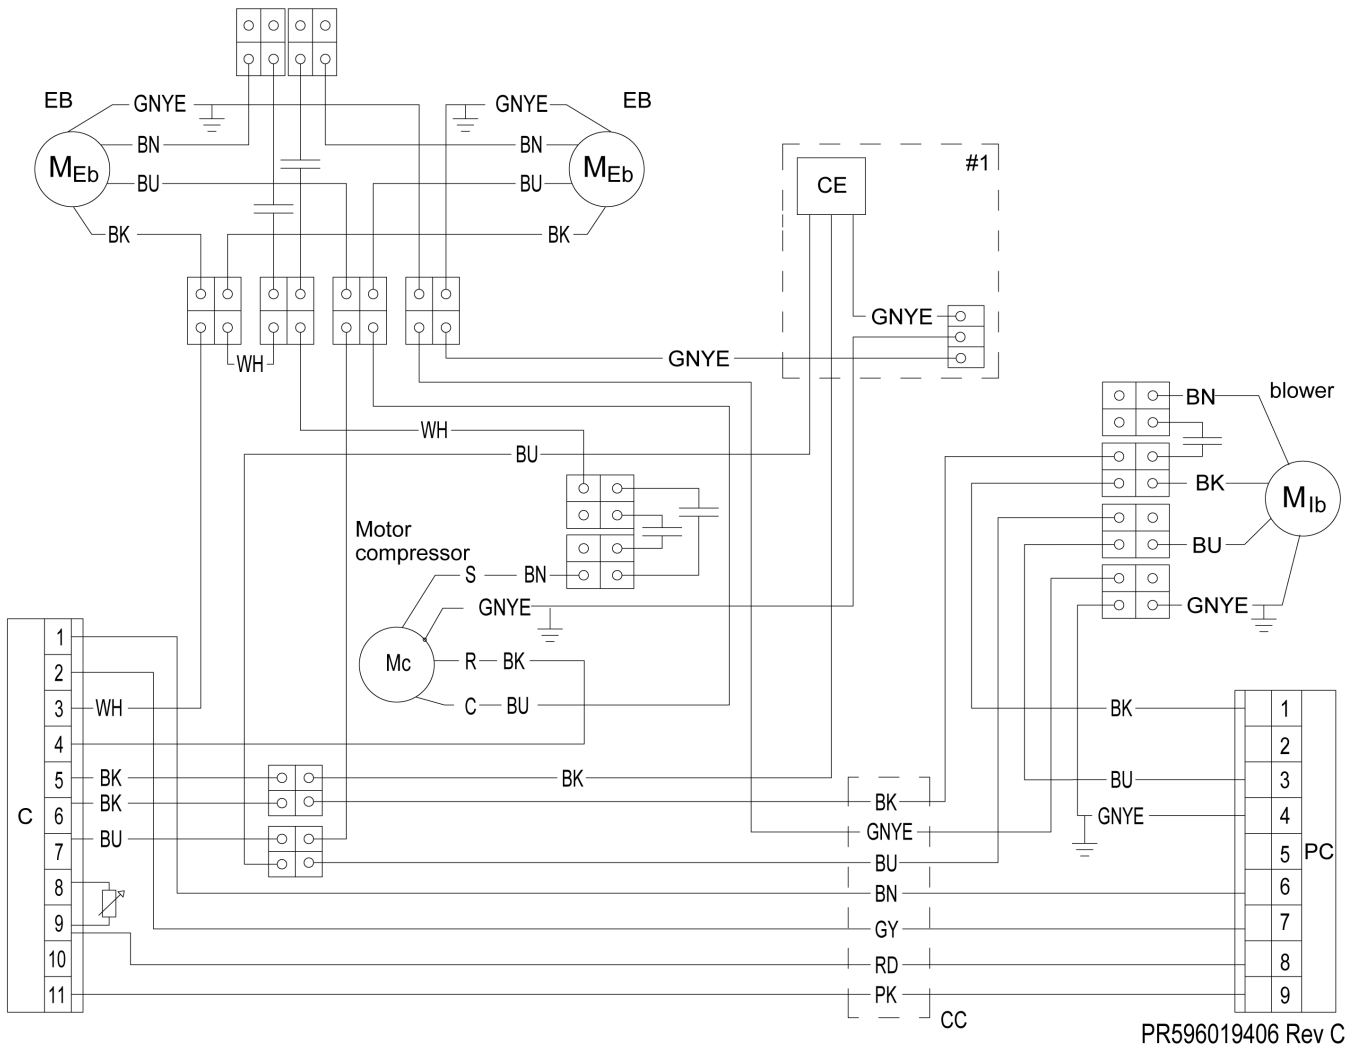 EB
GNYE
GNYE
EB
BN
BN
MEb
BU
BU
MEb
BK
BK
#1
CE
GNYE
WH
GNYE
WH
BU
BN
blower
BK
MIb
BU
GNYE
Motor
compressor
S
BN
GNYE
Mc
R
BK
C
BU
C
1
2
3
WH
4
5
BK
BK
6
BK
BK
7
BU
GNYE
BU
8
BN
9
GY
10
RD
11
PK
CC
BK
1
2
BU
3
GNYE
4
5
PC
6
7
8
9
PR596019406 Rev C